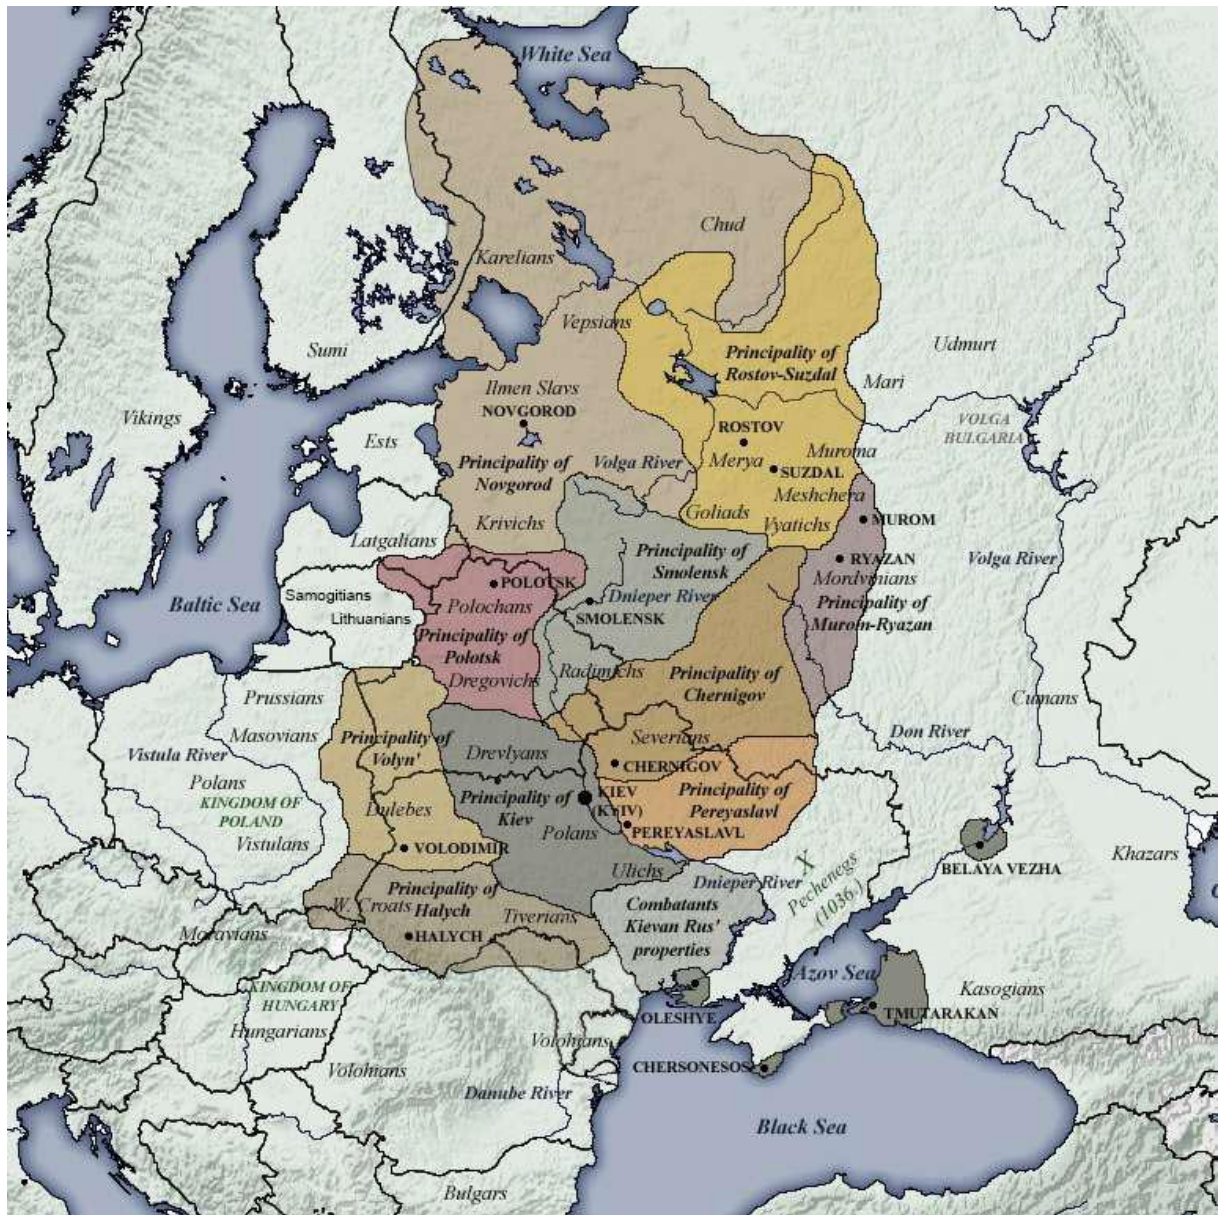 White Sea
Chud
Karelians
Vepsians
Sumi
Principality of
Rostov-Suzdal
Udmurt
Mari
Ilmen Slavs
NOVGOROD
Vikings
Ests
ROSTOV
VOLGA
BULGARIA
Muroma
Merya
Principality of
Novgorod
Volga River
SUZDAL
Meshchera
Goliads
Vyatichs
MUROM
Krivichs
Latgalians
Principality of
Smolensk
RYAZAN
Mordvinians
Volga River
POLOTSK
Dnieper River
Samogitians
Lithuanians
Baltic Sea
Polochans
SMOLENSK
Principality of
Murom-Ryazan
Principality of
Polotsk
Dregovichs
Radimichs
Principality of
Chernigov
Prussians
Cumans
Masovians
Principality of
Volyn'
Severians
Don River
Vistula River
Drevlyans
CHERNIGOV
Polans
KINGDOM OF
POLAND
Dulebes
Principality of
Kiev
KIEV
(KYIV)
Principality of
Pereyaslavl
Polans
PEREYASLAVL
Vistulans
VOLODIMIR
Khazars
BELAYA VEZHA
Ulichs
Dnieper River
X
Pechenegs
(1036.)
Principality of
Halych
W. Croats
Tiverians
Combatants
Kievan Rus'
properties
Moravians
HALYCH
Azov Sea
KINGDOM OF
HUNGARY
Kasogians
Hungarians
OLESHYE
TMUTARAKAN
Volohians
Volohians
CHERSONESOS
Danube River
Black Sea
Bulgars